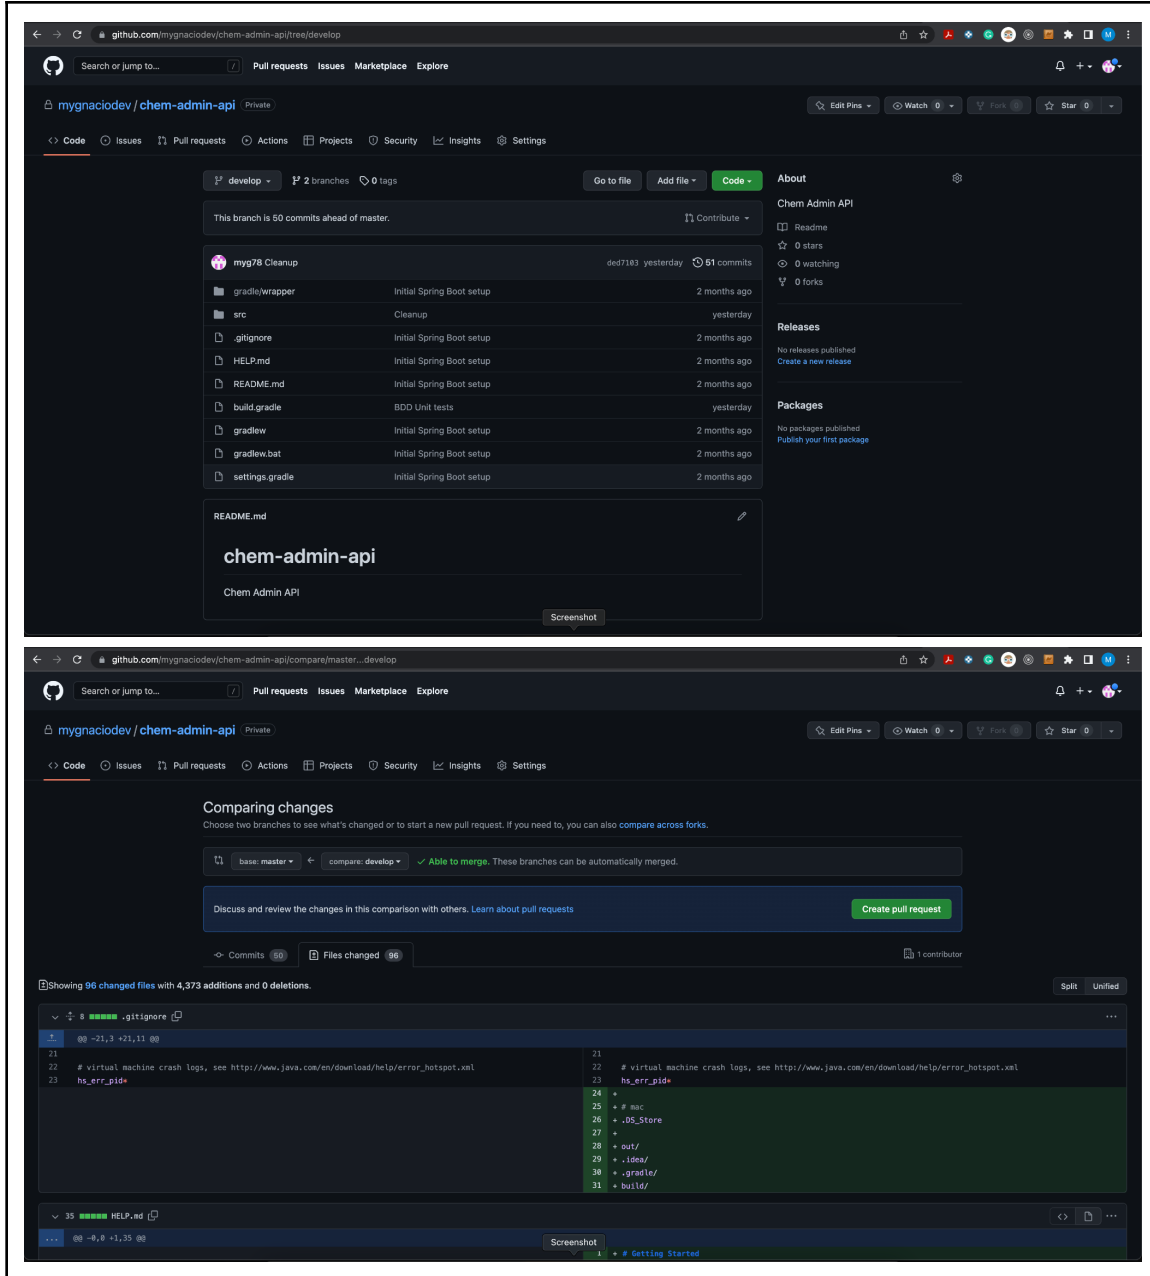 github.com/mygnaciodev/chem-admin-api/tree/develop
M
Search or jump to... / Pull requests Issues Marketplace Explore
mygnaciodev / chem-admin-api Private Edit Pins Watch 0 Fork 0 Star 0
Code Issues Pull requests Actions Projects Security Insights Settings
develop 2 branches 0 tags Go to file Add file Code
About
Chem Admin API
This branch is 50 commits ahead of master. Contribute
Readme
0 stars
0 watching
0 forks
myg78 Cleanup ded7103 yesterday 51 commits
gradle/wrapper Initial Spring Boot setup 2 months ago
src Cleanup yesterday
.gitignore Initial Spring Boot setup 2 months ago
HELP.md Initial Spring Boot setup 2 months ago
README.md Initial Spring Boot setup 2 months ago
build.gradle BDD Unit tests yesterday
gradlew Initial Spring Boot setup 2 months ago
gradlew.bat Initial Spring Boot setup 2 months ago
settings.gradle Initial Spring Boot setup 2 months ago
Releases
No releases published
Create a new release
Packages
No packages published
Publish your first package
README.md
chem-admin-api
Chem Admin API
Screenshot
github.com/mygnaciodev/chem-admin-api/compare/master...develop
M
Search or jump to... / Pull requests Issues Marketplace Explore
mygnaciodev / chem-admin-api Private Edit Pins Watch 0 Fork 0 Star 0
Code Issues Pull requests Actions Projects Security Insights Settings
Comparing changes
Choose two branches to see what's changed or to start a new pull request. If you need to, you can also compare across forks.
base: master ← compare: develop ✓ Able to merge. These branches can be automatically merged.
Discuss and review the changes in this comparison with others. Learn about pull requests Create pull request
Commits 50 Files changed 96 1 contributor
Showing 96 changed files with 4,373 additions and 0 deletions. Split Unified
8 .gitignore
@@ -21,3 +21,11 @@
21 21
22 # virtual machine crash logs, see http://www.java.com/en/download/help/error_hotspot.xml 22 # virtual machine crash logs, see http://www.java.com/en/download/help/error_hotspot.xml
23 hs_err_pid* 23 hs_err_pid*
24 +
25 + # mac
26 + .DS_Store
27 +
28 + out/
29 + .idea/
30 + .gradle/
31 + build/
35 HELP.md
@@ -0,0 +1,35 @@
Screenshot
1 + # Getting Started